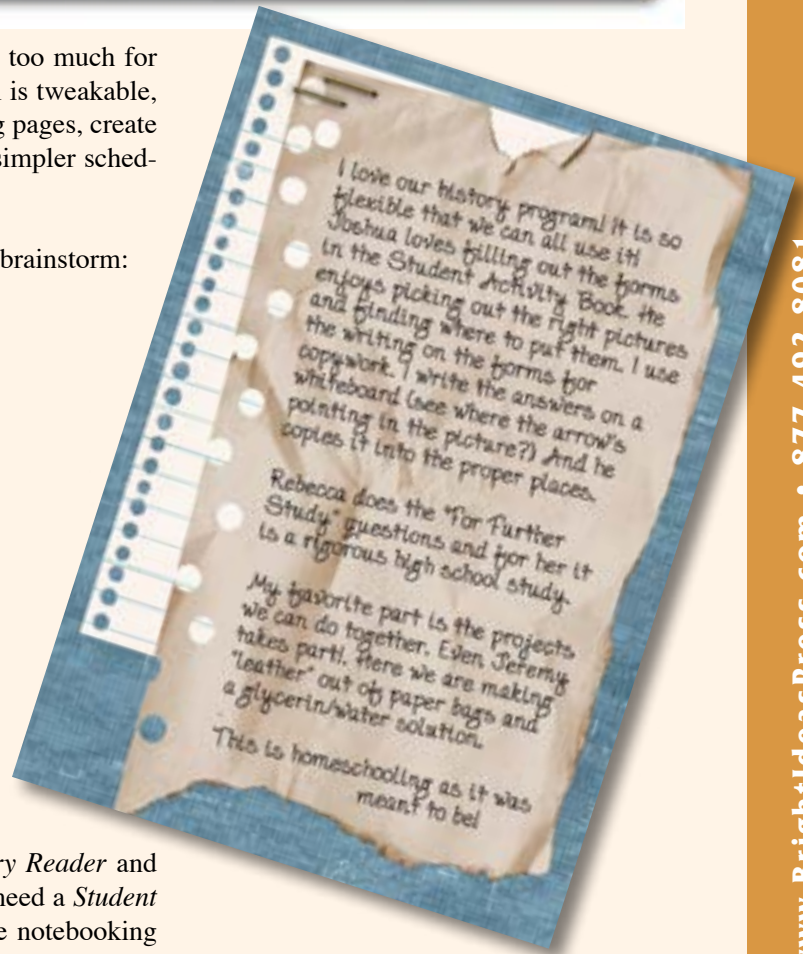 too much for
is tweakable,
g pages, create
simpler sched-
brainstorm:
I love our history program! It is so
flexible that we can all use it!
Joshua loves filling out the forms
in the Student Activity Book. He
enjoys picking out the right pictures
and finding where to put them. I use
the writing on the forms for
copywork. I write the answers on a
whiteboard (see where the arrow's
pointing in the picture?) And he
copies it into the proper places.
Rebecca does the "For Further
Study" questions and for her it
is a rigorous high school study.
My favorite part is the projects
we can do together. Even Jeremy
takes part!. Here we are making
"leather" out of paper bags and
a glycerin/water solution.
This is homeschooling as it was
meant to be!
ry Reader and
need a Student
e notebooking
www.BrightIdeasPress.com • 877.492.8081